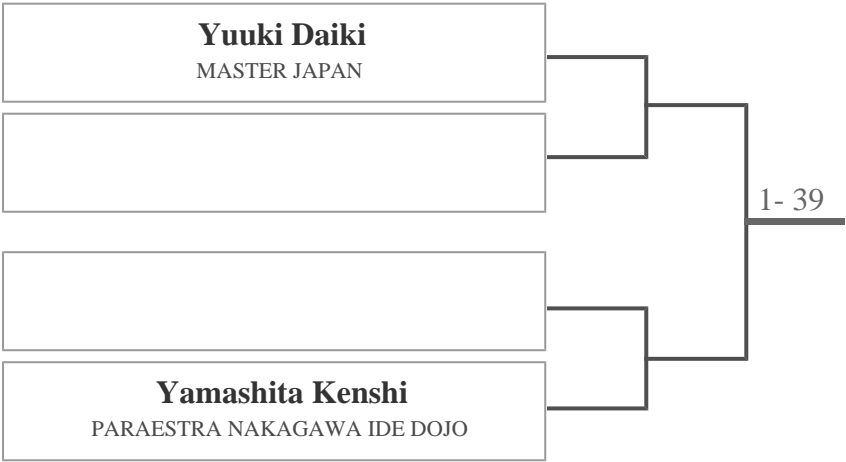 Yuuki Daiki
MASTER JAPAN
1- 39
Yamashita Kenshi
PARAESTRA NAKAGAWA IDE DOJO